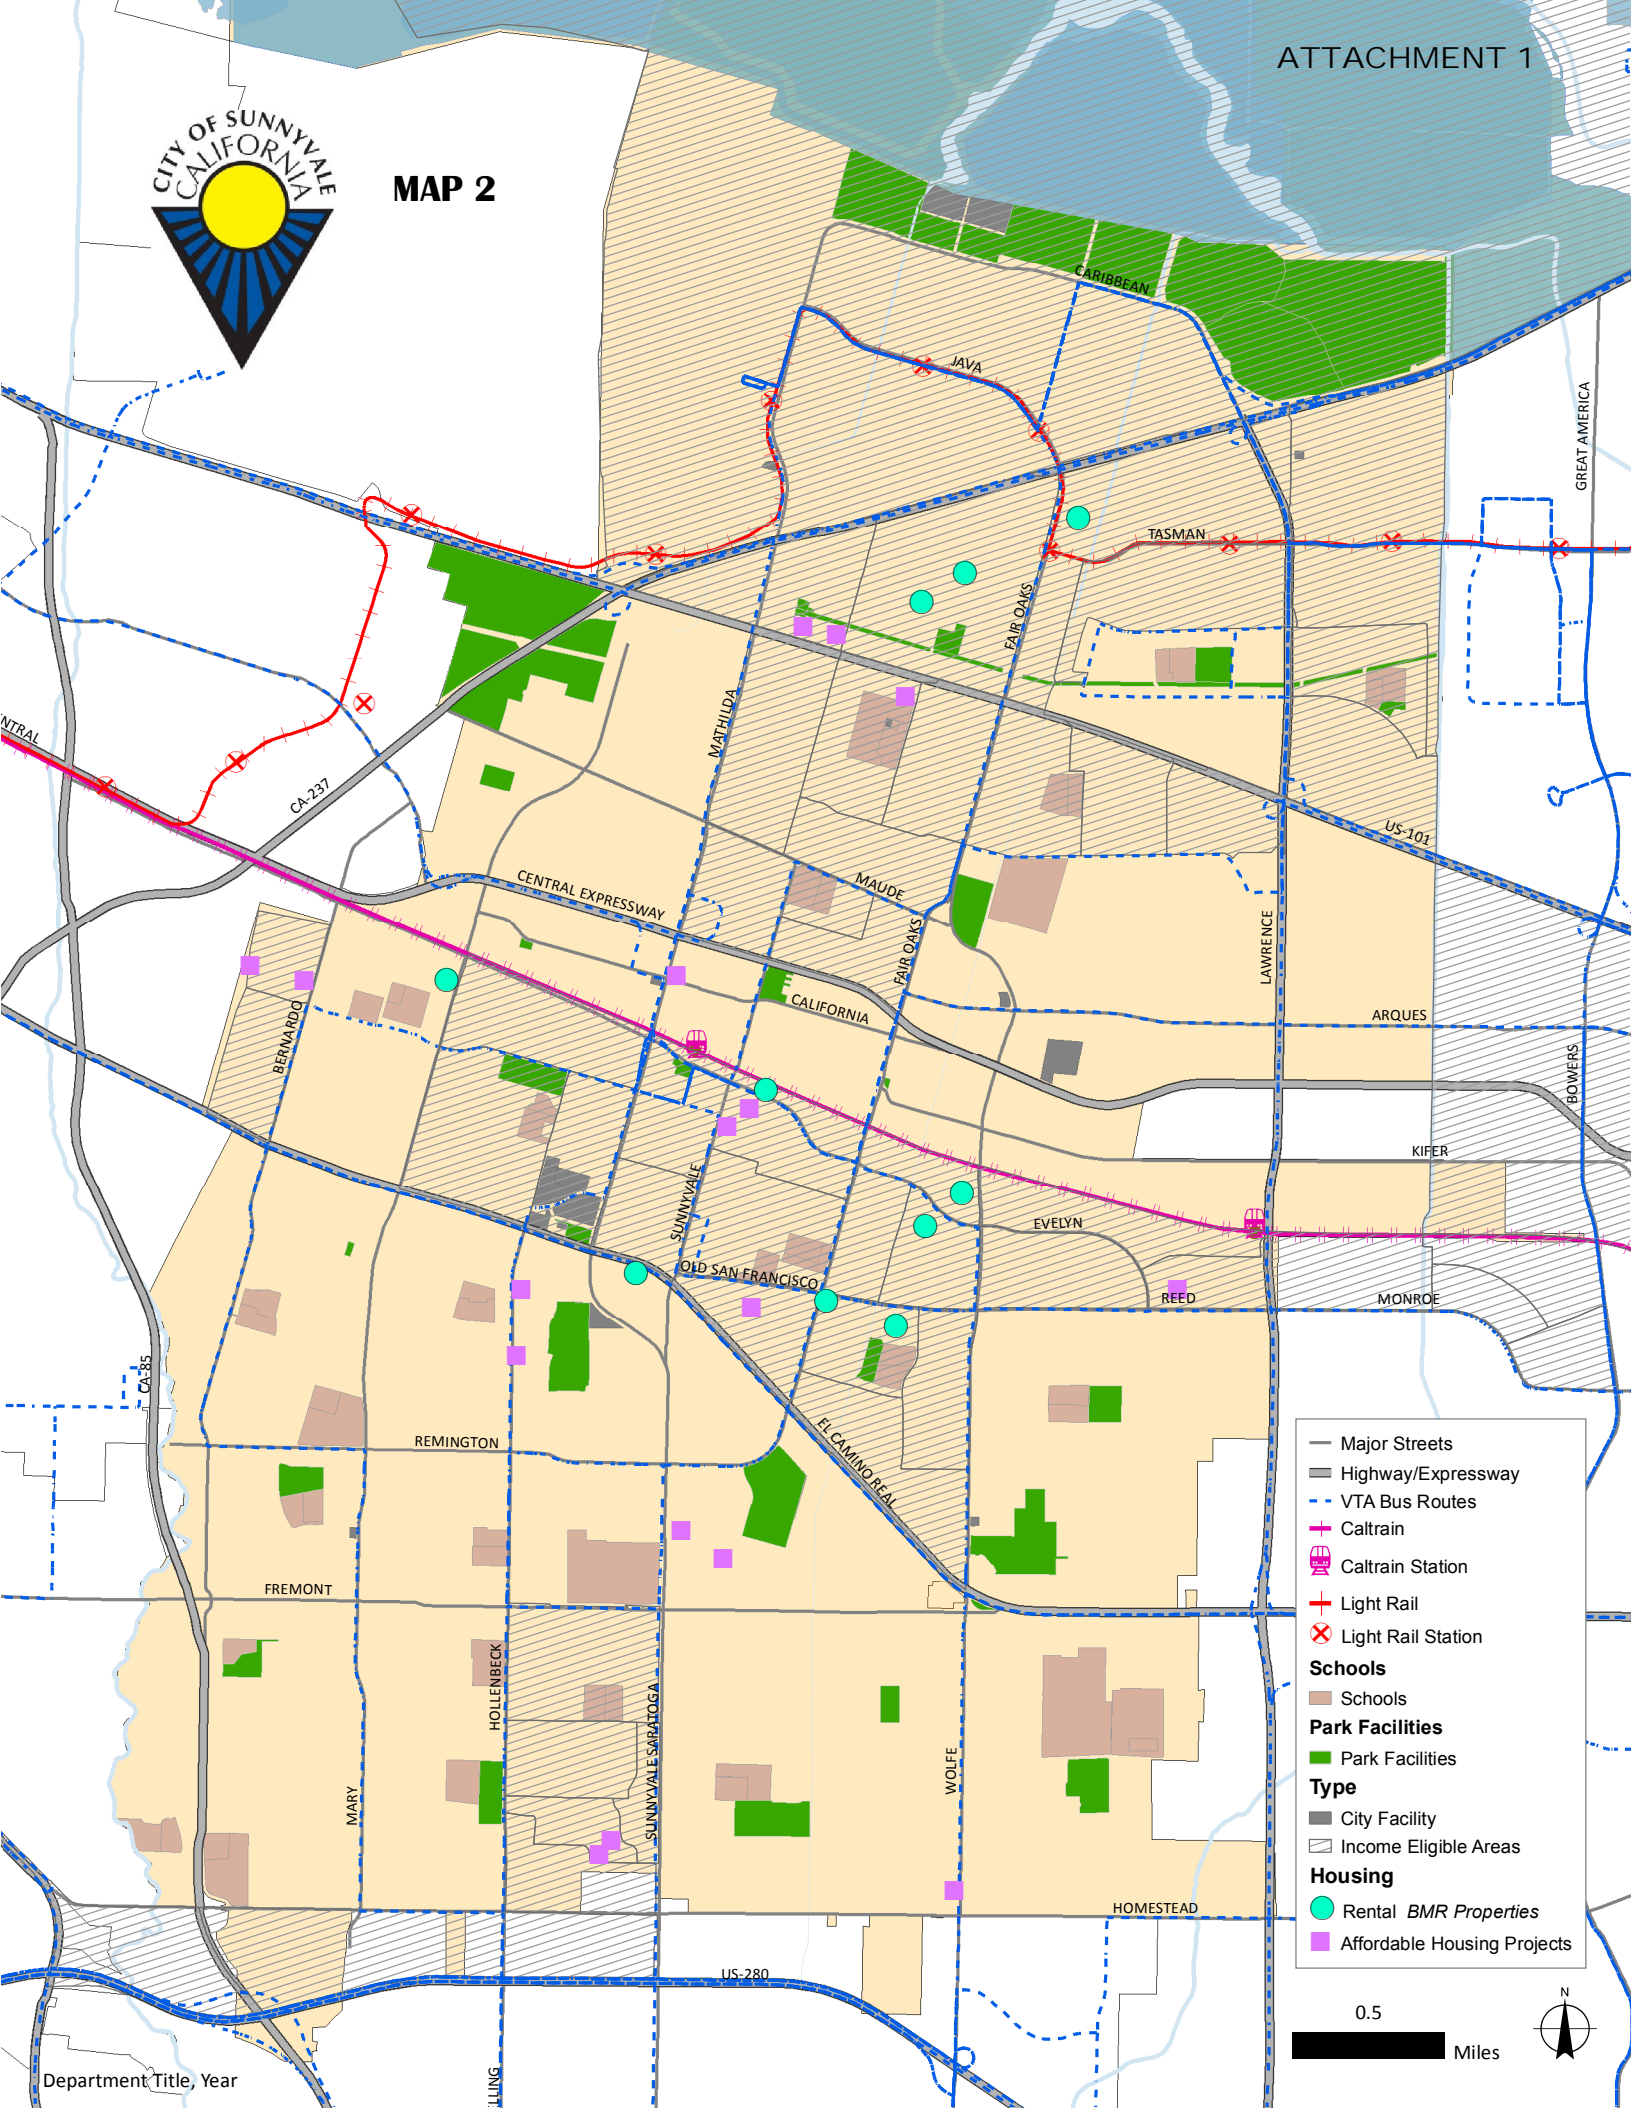 ATTACHMENT 1
CITY OF SUNNYVALE
CALIFORNIA
MAP 2
CARIBBEAN
JAVA
GREAT AMERICA
TASMAN
FAIR OAKS
MATHILDA
NTRAL
CA-237
US-101
CENTRAL EXPRESSWAY
MAUDE
FAIR OAKS
LAWRENCE
CALIFORNIA
ARQUES
BERNARDO
BOWERS
KIFER
SUNNYVALE
EVELYN
OLD SAN FRANCISCO
REED
MONROE
CA-85
EL CAMINO REAL
REMINGTON
FREMONT
HOLLENBECK
SUNNYVALE SARATOGA
WOLFE
MARY
HOMESTEAD
US-280
LLING
Major Streets
Highway/Expressway
VTA Bus Routes
Caltrain
Caltrain Station
Light Rail
Light Rail Station
Schools
Schools
Park Facilities
Park Facilities
Type
City Facility
Income Eligible Areas
Housing
Rental BMR Properties
Affordable Housing Projects
N
0.5
Miles
Department Title, Year